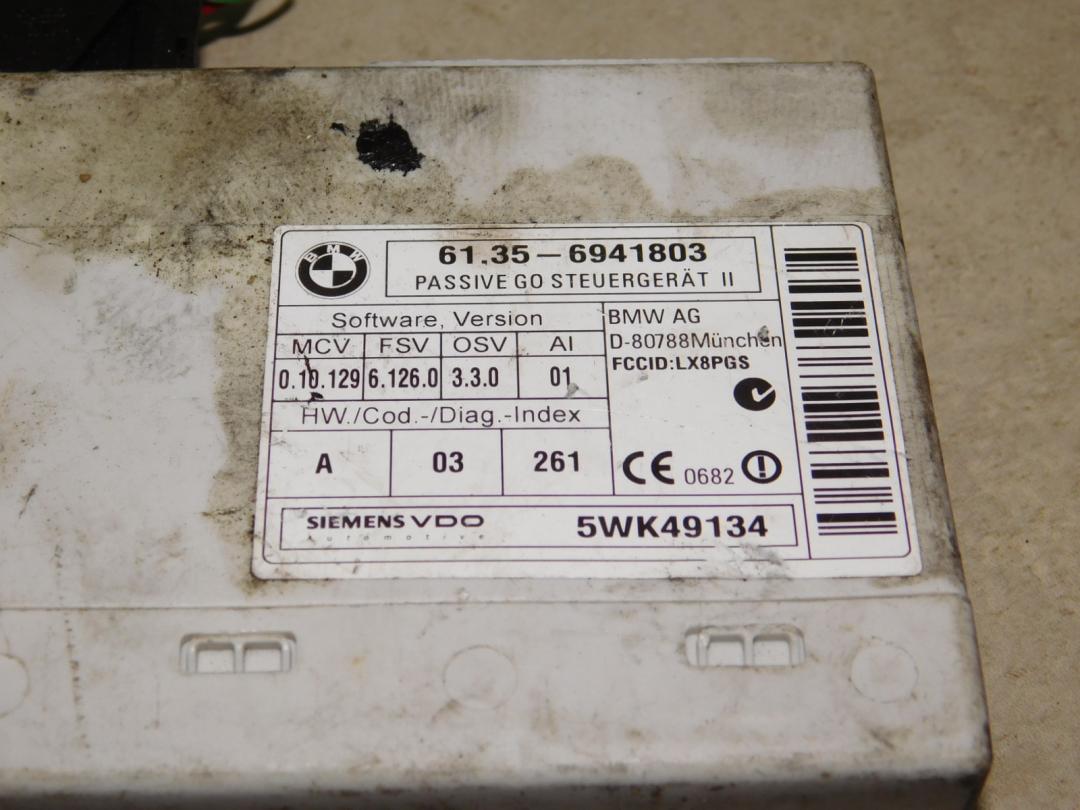 BMW
61.35 – 6941803
PASSIVE GO STEUERGERÄT II
Software, Version
MCV FSV OSV AI
0.10.129 6.126.0 3.3.0 01
HW./Cod.-/Diag.-Index
A 03 261
BMW AG
D-80788München
FCCID:LX8PGS
CE 0682
SIEMENS VDO
Automotive
5WK49134